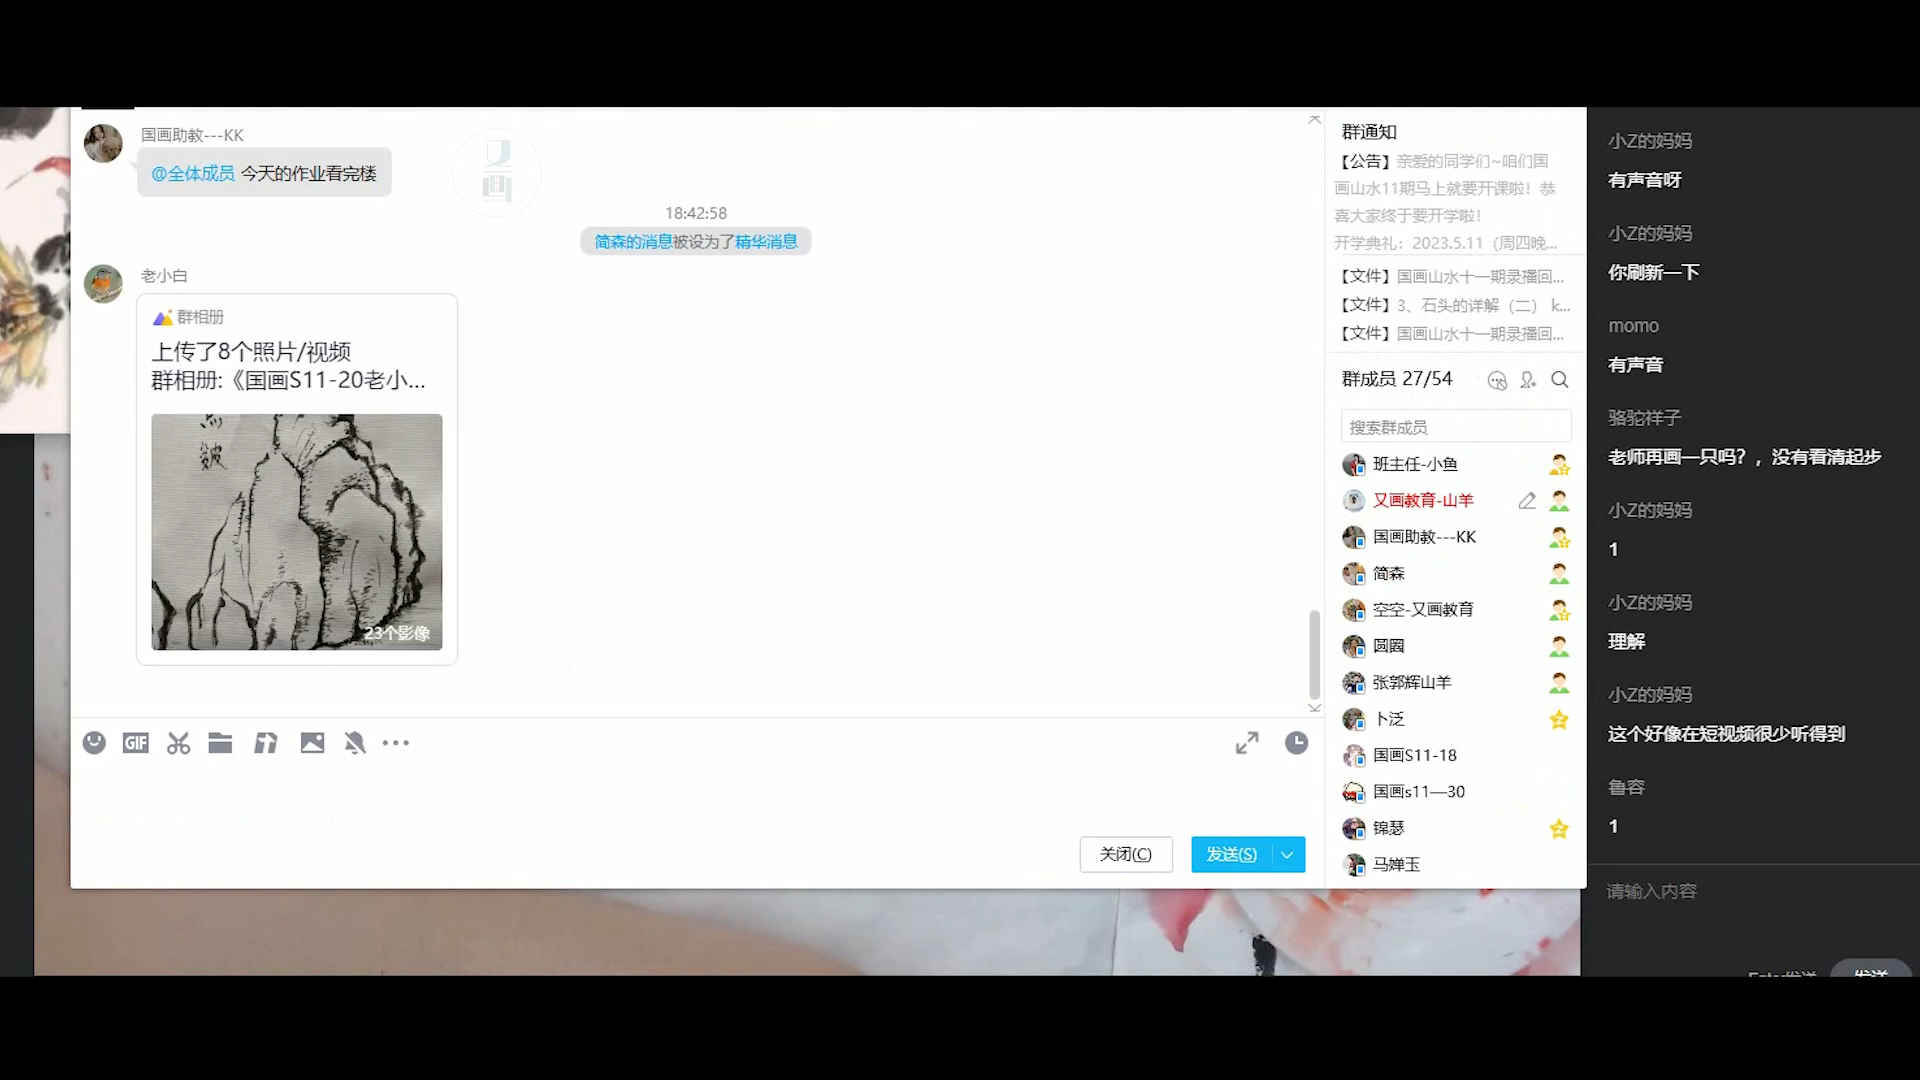 国画助教---KK
@全体成员 今天的作业看完楼
18:42:58
简森的消息被设为了精华消息
老小白
群相册
上传了8个照片/视频
群相册:《国画S11-20老小...
皴
23个影像
GIF
关闭(C)
发送(S)
群通知
【公告】亲爱的同学们~咱们国
画山水11期马上就要开课啦！恭
喜大家终于要开学啦！
开学典礼：2023.5.11（周四晚...
【文件】国画山水十一期录播回...
【文件】3、石头的详解（二） k...
【文件】国画山水十一期录播回...
群成员 27/54
搜索群成员
班主任-小鱼
又画教育-山羊
国画助教---KK
简森
空空-又画教育
圆圈
张郭辉山羊
卜泛
国画S11-18
国画s11—30
锦瑟
马婵玉
小Z的妈妈
有声音呀
小Z的妈妈
你刷新一下
momo
有声音
骆驼祥子
老师再画一只吗？，没有看清起步
小Z的妈妈
1
小Z的妈妈
理解
小Z的妈妈
这个好像在短视频很少听得到
鲁容
1
请输入内容
Enter发送
发送